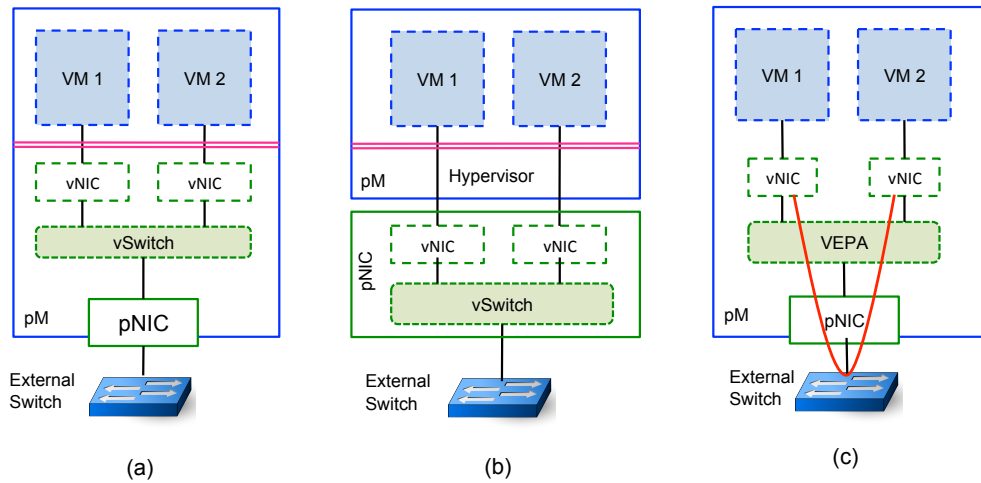 VM 1
VM 2
vNIC
vNIC
vSwitch
pM
pNIC
External
Switch
(a)
VM 1
VM 2
pM
Hypervisor
pNIC
vNIC
vNIC
vSwitch
External
Switch
(b)
VM 1
VM 2
vNIC
vNIC
VEPA
pM
pNIC
External
Switch
(c)